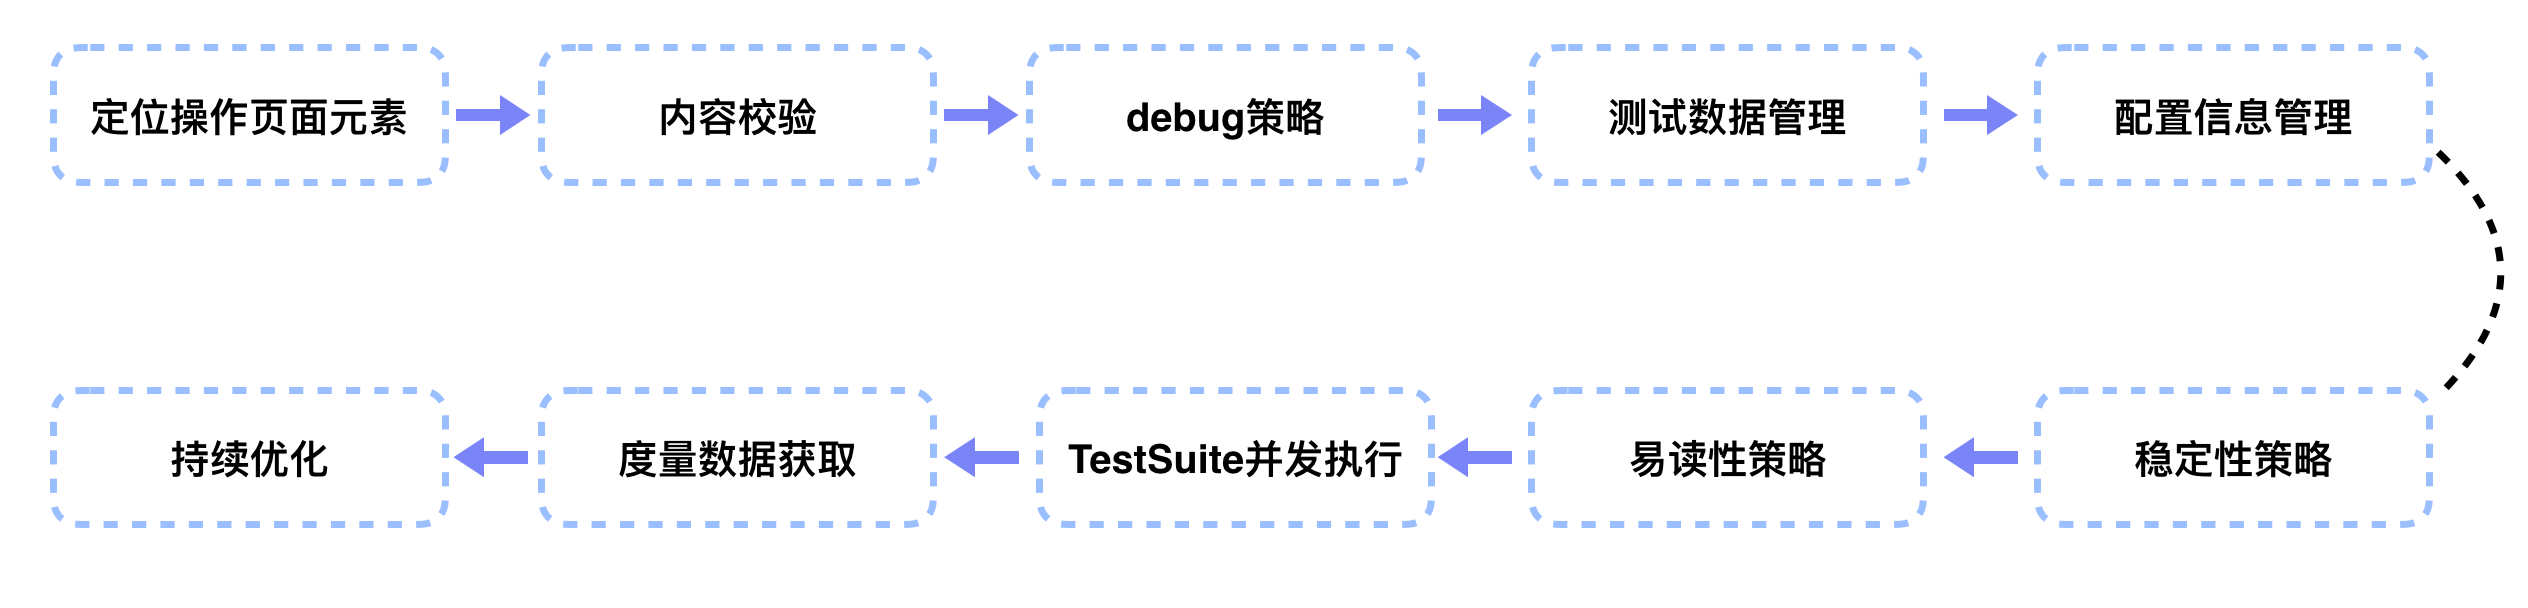 定位操作页面元素
内容校验
debug策略
测试数据管理
配置信息管理
稳定性策略
易读性策略
TestSuite并发执行
度量数据获取
持续优化